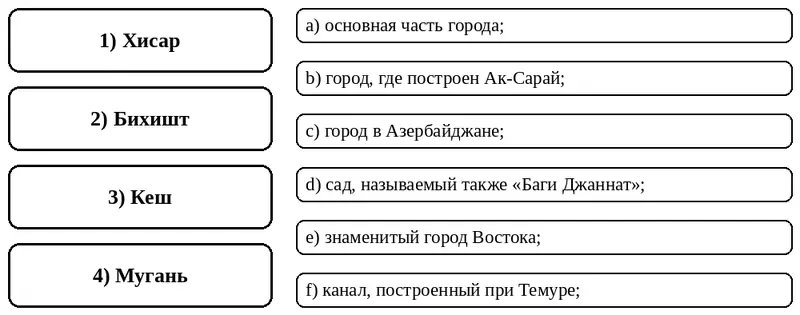 1) Хисар
2) Бихишт
3) Кеш
4) Мугань
a) основная часть города;
b) город, где построен Ак-Сарай;
c) город в Азербайджане;
d) сад, называемый также «Баги Джаннат»;
e) знаменитый город Востока;
f) канал, построенный при Темуре;